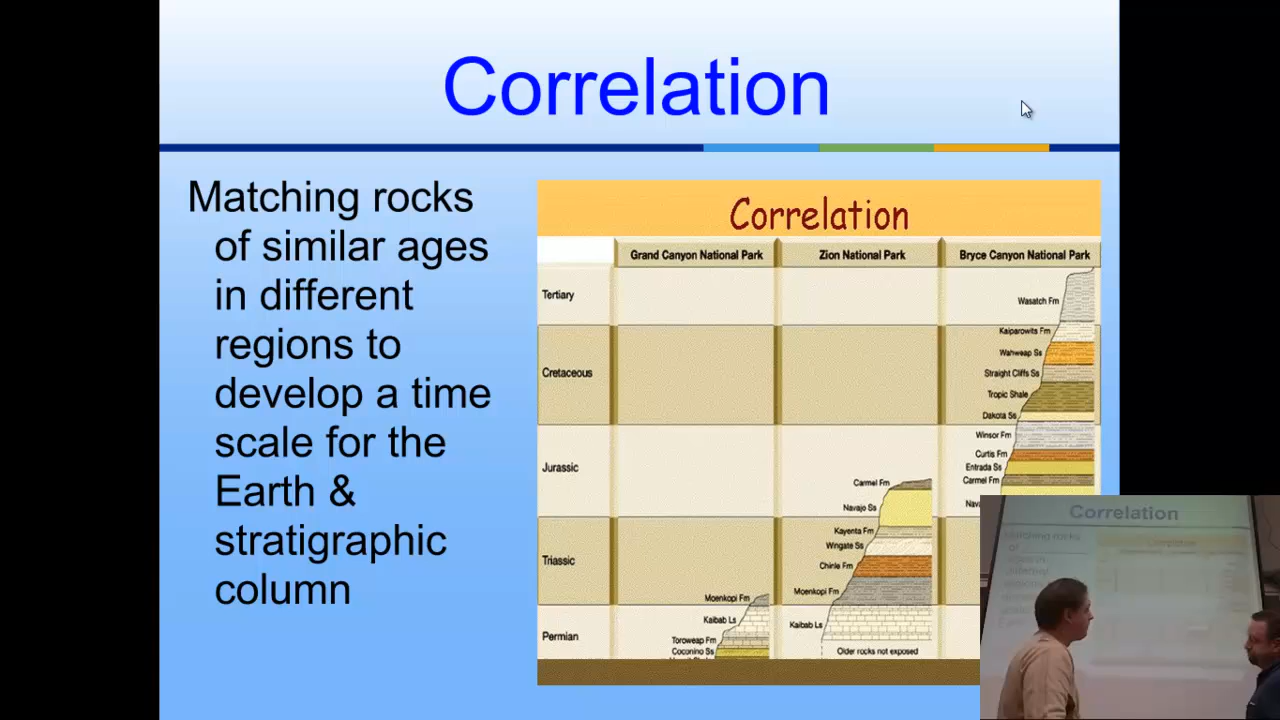 Correlation
Matching rocks
of similar ages
in different
regions to
develop a time
scale for the
Earth &
stratigraphic
column
Correlation
Grand Canyon National Park
Zion National Park
Bryce Canyon National Park
Tertiary
Wasatch Fm
Kaiparowits Fm
Wahweap Ss
Cretaceous
Straight Cliffs Ss
Tropic Shale
Dakota Ss
Winsor Fm
Curtis Fm
Jurassic
Entrada Ss
Carmel Fm
Carmel Fm
Navajo Ss
Kayenta Fm
Wingate Ss
Triassic
Chinle Fm
Moenkopi Fm
Moenkopi Fm
Kaibab Ls
Kaibab Ls
Permian
Toroweap Fm
Coconino Ss
Older rocks not exposed
Correlation
Matching rocks